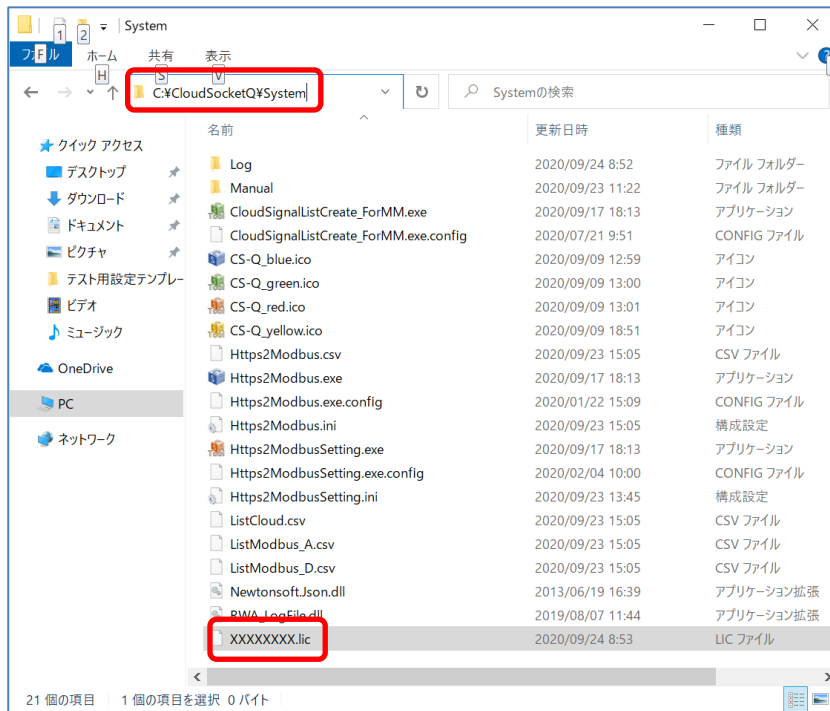 1 2 System
ファイル ホーム 共有 表示
F H S V
C:¥CloudSocketQ¥System Systemの検索
名前 更新日時 種類
クイック アクセス
デスクトップ
ダウンロード
ドキュメント
ピクチャ
テスト用設定テンプレー
ビデオ
ミュージック
OneDrive
PC
ネットワーク
Log 2020/09/24 8:52 ファイル フォルダー
Manual 2020/09/23 11:22 ファイル フォルダー
CloudSignalListCreate_ForMM.exe 2020/09/17 18:13 アプリケーション
CloudSignalListCreate_ForMM.exe.config 2020/07/21 9:51 CONFIG ファイル
CS-Q_blue.ico 2020/09/09 12:59 アイコン
CS-Q_green.ico 2020/09/09 13:00 アイコン
CS-Q_red.ico 2020/09/09 13:01 アイコン
CS-Q_yellow.ico 2020/09/09 18:51 アイコン
Https2Modbus.csv 2020/09/23 15:05 CSV ファイル
Https2Modbus.exe 2020/09/17 18:13 アプリケーション
Https2Modbus.exe.config 2020/01/22 15:09 CONFIG ファイル
Https2Modbus.ini 2020/09/23 15:05 構成設定
Https2ModbusSetting.exe 2020/09/17 18:13 アプリケーション
Https2ModbusSetting.exe.config 2020/02/04 10:00 CONFIG ファイル
Https2ModbusSetting.ini 2020/09/23 13:45 構成設定
ListCloud.csv 2020/09/23 15:05 CSV ファイル
ListModbus_A.csv 2020/09/23 15:05 CSV ファイル
ListModbus_D.csv 2020/09/23 15:05 CSV ファイル
Newtonsoft.Json.dll 2013/06/19 16:39 アプリケーション拡張
RWA_LogFile.dll 2019/08/07 11:44 アプリケーション拡張
XXXXXXXX.lic 2020/09/24 8:53 LIC ファイル
21 個の項目 1 個の項目を選択 0 バイト